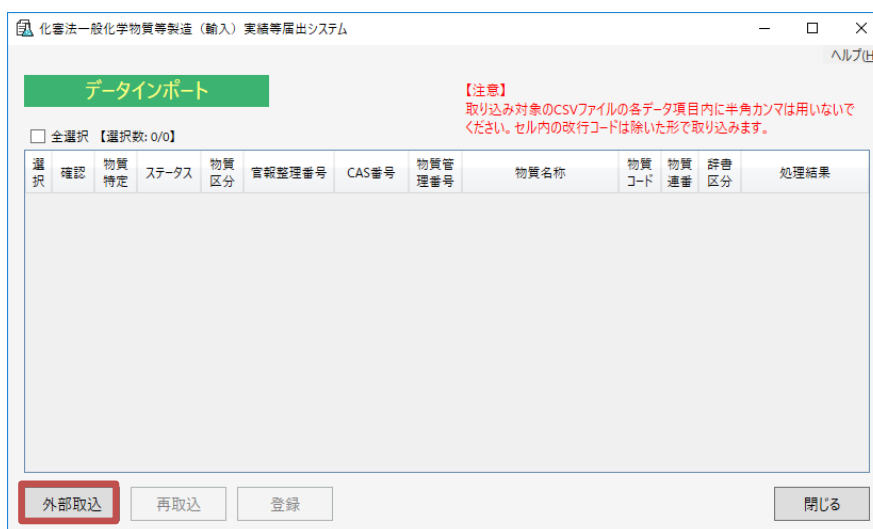 化審法一般化学物質等製造（輸入）実績等届出システム
ヘルプ(H
データインポート
【注意】
取り込み対象のCSVファイルの各データ項目内に半角カンマは用いないで
ください。セル内の改行コードは除いた形で取り込みます。
全選択 【選択数: 0/0】
選択 確認 物質特定 ステータス 物質区分 官報整理番号 CAS番号 物質管理番号 物質名称 物質コード 物質連番 辞書区分 処理結果
外部取込 再取込 登録 閉じる